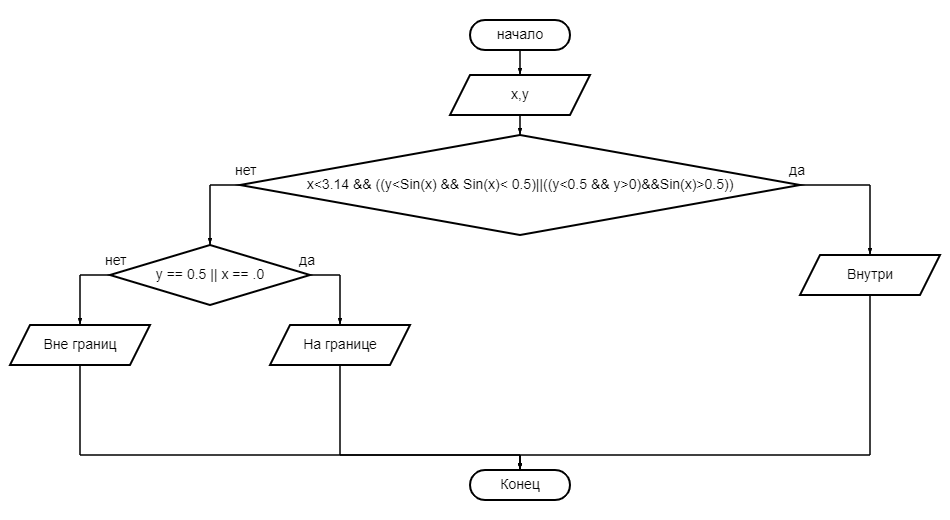 начало
x,y
нет
да
x<3.14 && ((y<Sin(x) && Sin(x)< 0.5)||((y<0.5 && y>0)&&Sin(x)>0.5))
нет
да
y == 0.5 || x == .0
Внутри
Вне границ
На границе
Конец